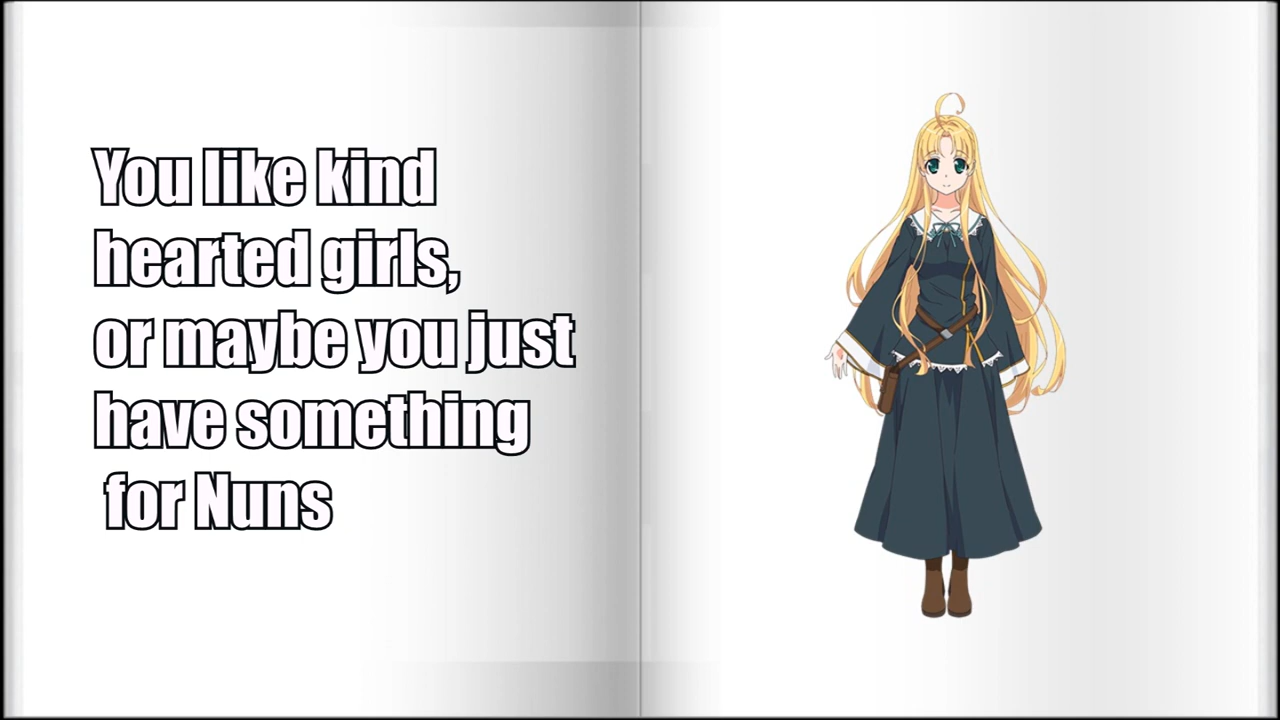 You like kind
hearted girls,
or maybe you just
have something
for Nuns